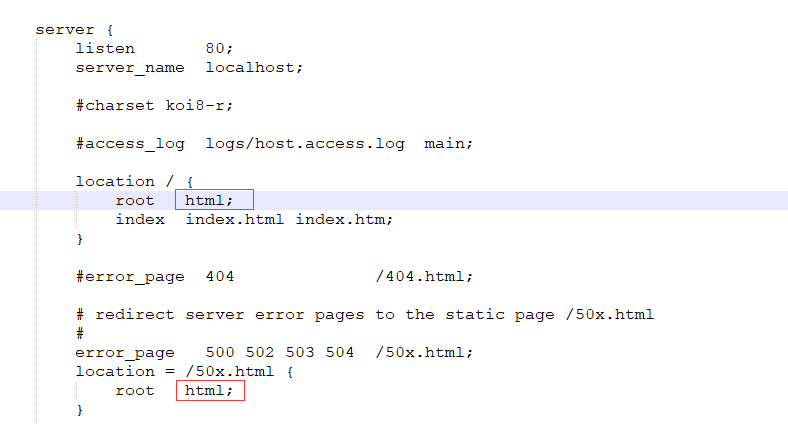 server {
    listen       80;
    server_name  localhost;
    #charset koi8-r;
    #access_log  logs/host.access.log  main;
    location / {
        root   html;
        index  index.html index.htm;
    }
    #error_page  404              /404.html;
    # redirect server error pages to the static page /50x.html
    #
    error_page   500 502 503 504  /50x.html;
    location = /50x.html {
        root   html;
    }